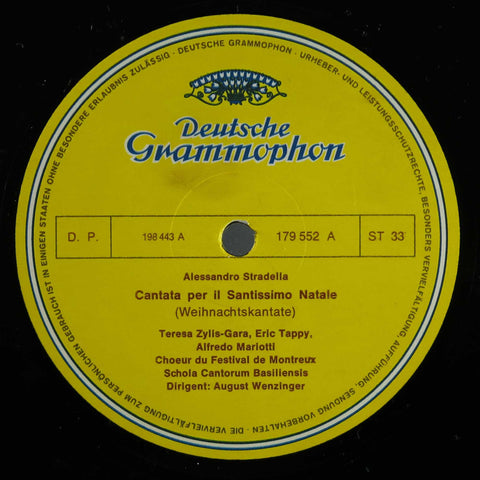 DEUTSCHE GRAMMOPHON · URHEBER- UND LEISTUNGSSCHUTZRECHTE, BESONDERS VERVIELFÄLTIGUNG, AUFFÜHRUNG, SENDUNG VORBEHALTEN · DIE VERVIELFÄLTIGUNG ZUM PERSÖNLICHEN GEBRAUCH IST IN EINIGEN STAATEN OHNE BESONDERE ERLAUBNIS ZULÄSSIG ·
Deutsche
Grammophon
D. P. 198 443 A 179 552 A ST 33
Alessandro Stradella
Cantata per il Santissimo Natale
(Weihnachtskantate)
Teresa Zylis-Gara, Eric Tappy,
Alfredo Mariotti
Choeur du Festival de Montreux
Schola Cantorum Basiliensis
Dirigent: August Wenzinger